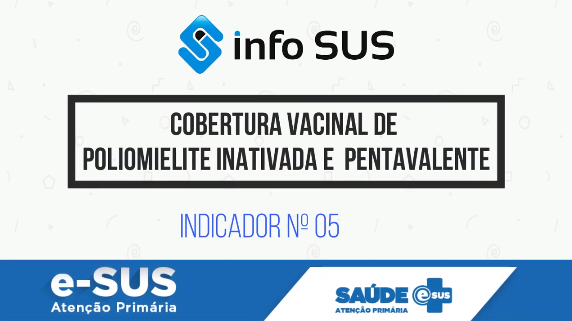 info SUS
COBERTURA VACINAL DE
POLIOMIELITE INATIVADA E PENTAVALENTE
INDICADOR Nº 05
e-SUS
Atenção Primária
SAÚDE e-SUS
ATENÇÃO PRIMÁRIA